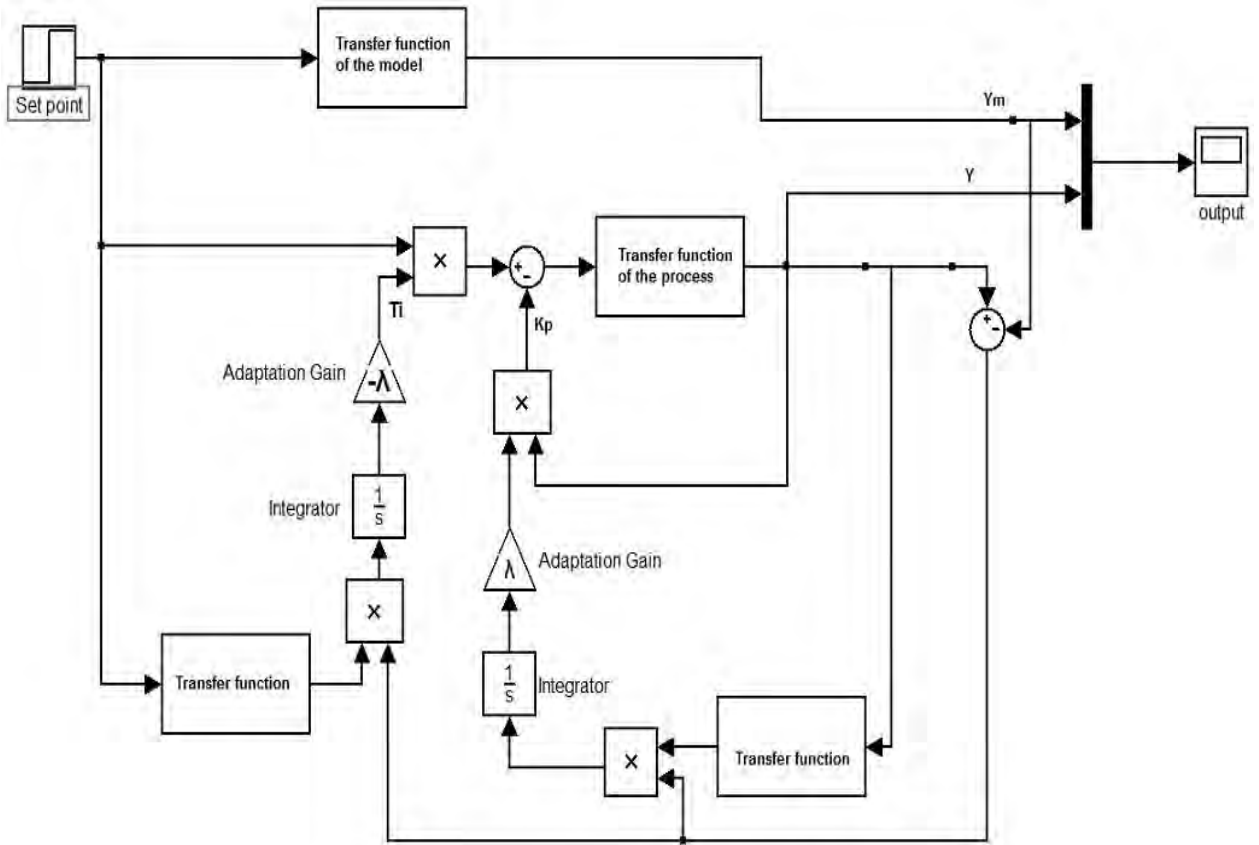 Transfer function
of the model
Set point
Ym
Y
output
×
+
-
Transfer function
of the process
Ti
Kp
+
-
Adaptation Gain
-λ
×
Integrator
1
s
Adaptation Gain
λ
×
Transfer function
1
s
Integrator
×
Transfer function